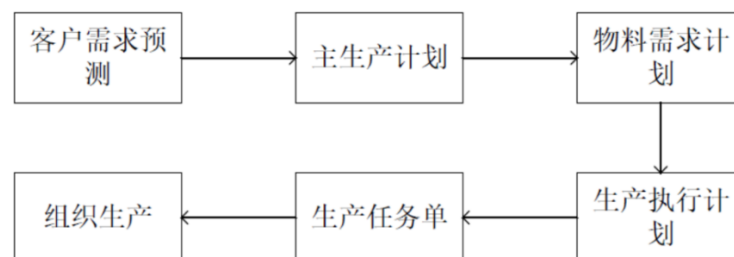 客户需求预
测
主生产计划
物料需求计
划
生产执行计
划
生产任务单
组织生产